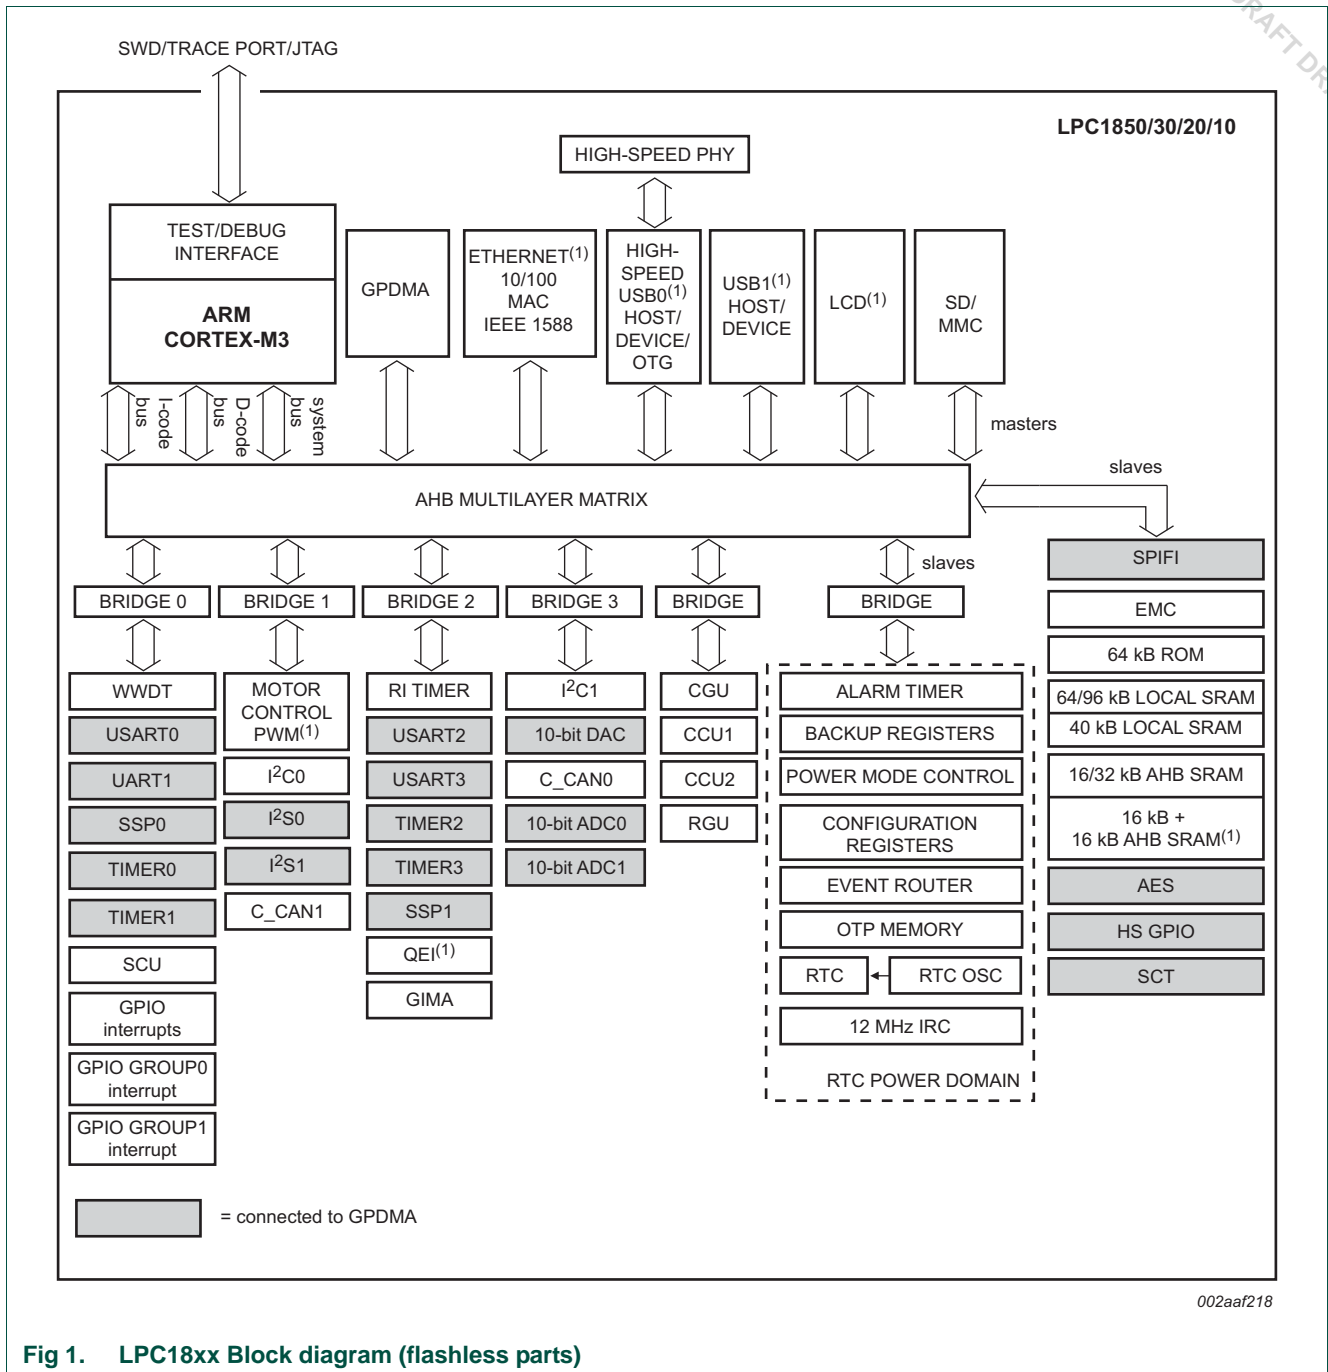 DRAFT DRA
SWD/TRACE PORT/JTAG
LPC1850/30/20/10
HIGH-SPEED PHY
TEST/DEBUG
INTERFACE
ARM
CORTEX-M3
GPDMA
ETHERNET(1)
10/100
MAC
IEEE 1588
HIGH-
SPEED
USB0(1)
HOST/
DEVICE/
OTG
USB1(1)
HOST/
DEVICE
LCD(1)
SD/
MMC
I-code
bus
D-code
bus
system
bus
masters
slaves
AHB MULTILAYER MATRIX
slaves
BRIDGE 0
BRIDGE 1
BRIDGE 2
BRIDGE 3
BRIDGE
BRIDGE
WWDT
USART0
UART1
SSP0
TIMER0
TIMER1
SCU
GPIO
interrupts
GPIO GROUP0
interrupt
GPIO GROUP1
interrupt
MOTOR
CONTROL
PWM(1)
I2C0
I2S0
I2S1
C_CAN1
RI TIMER
USART2
USART3
TIMER2
TIMER3
SSP1
QEI(1)
GIMA
I2C1
10-bit DAC
C_CAN0
10-bit ADC0
10-bit ADC1
CGU
CCU1
CCU2
RGU
ALARM TIMER
BACKUP REGISTERS
POWER MODE CONTROL
CONFIGURATION
REGISTERS
EVENT ROUTER
OTP MEMORY
RTC
RTC OSC
12 MHz IRC
RTC POWER DOMAIN
SPIFI
EMC
64 kB ROM
64/96 kB LOCAL SRAM
40 kB LOCAL SRAM
16/32 kB AHB SRAM
16 kB +
16 kB AHB SRAM(1)
AES
HS GPIO
SCT
= connected to GPDMA
002aaf218
Fig 1. LPC18xx Block diagram (flashless parts)